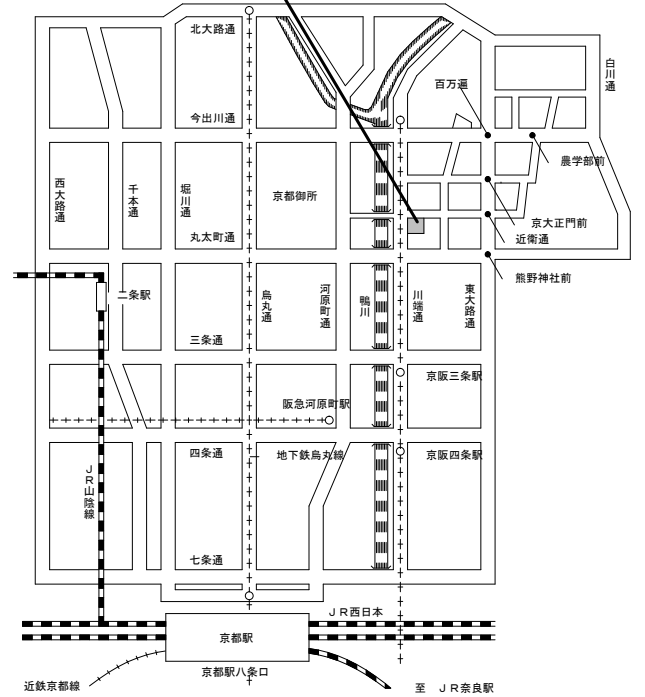 北大路通
白川通
百万遍
今出川通
農学部前
西大路通
千本通
堀川通
京都御所
京大正門前
丸太町通
近衛通
熊野神社前
二条駅
烏丸通
河原町通
鴨川
川端通
東大路通
三条通
京阪三条駅
阪急河原町駅
四条通
地下鉄烏丸線
京阪四条駅
JR山陰線
七条通
JR西日本
京都駅
京都駅八条口
近鉄京都線
至 JR奈良駅